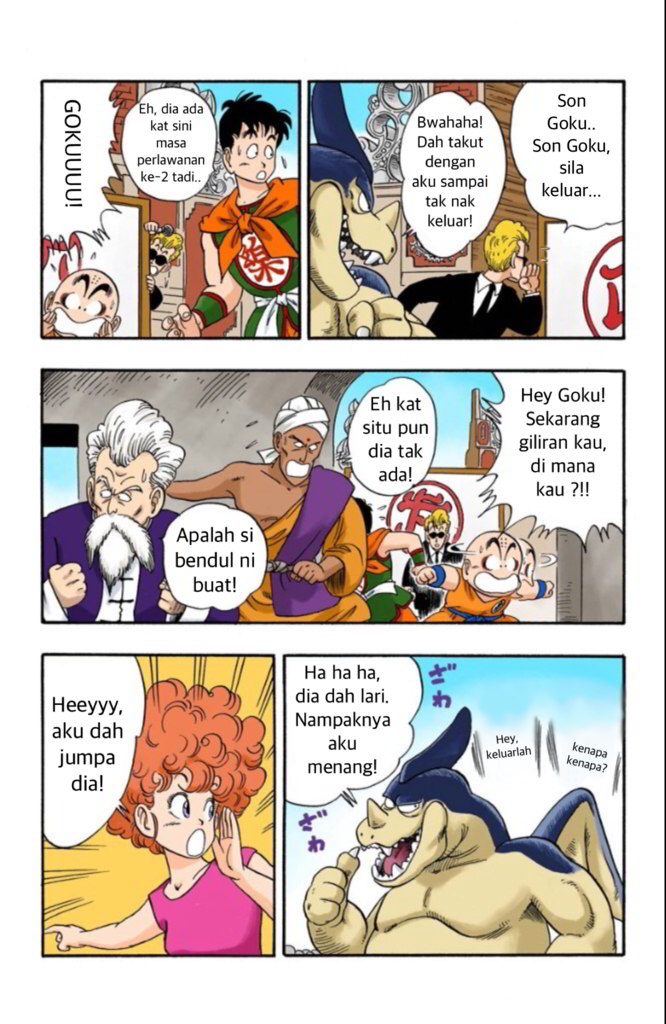 Son
Goku..
Son Goku,
sila
keluar...
Bwahaha!
Dah takut
dengan
aku sampai
tak nak
keluar!
Eh, dia ada
kat sini
masa
perlawanan
ke-2 tadi..
樂
GOKUUUU!
Hey Goku!
Sekarang
giliran kau,
di mana
kau ?!!
Eh kat
situ pun
dia tak
ada!
Apalah si
bendul ni
buat!
kenapa
kenapa?
Hey,
keluarlah
ざわ
Ha ha ha,
dia dah lari.
Nampaknya
aku
menang!
ざわ
Heeyyy,
aku dah
jumpa
dia!